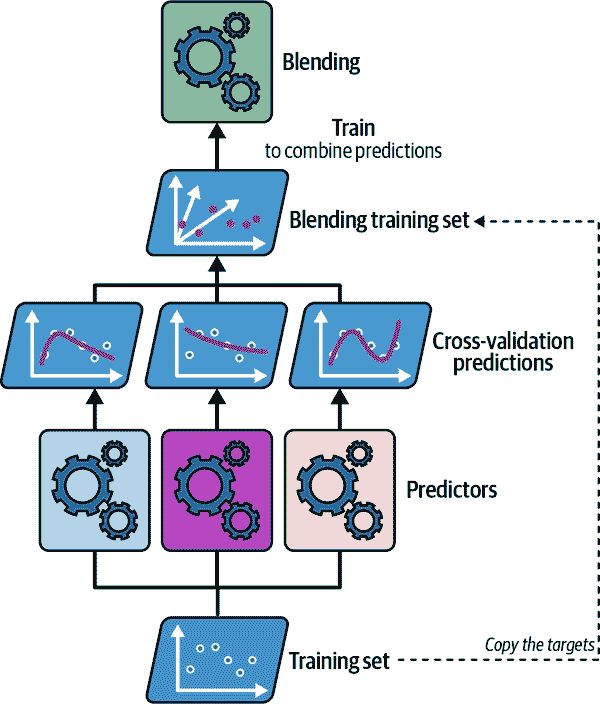 Blending
Train
to combine predictions
Blending training set
Cross-validation
predictions
Predictors
Copy the targets
Training set